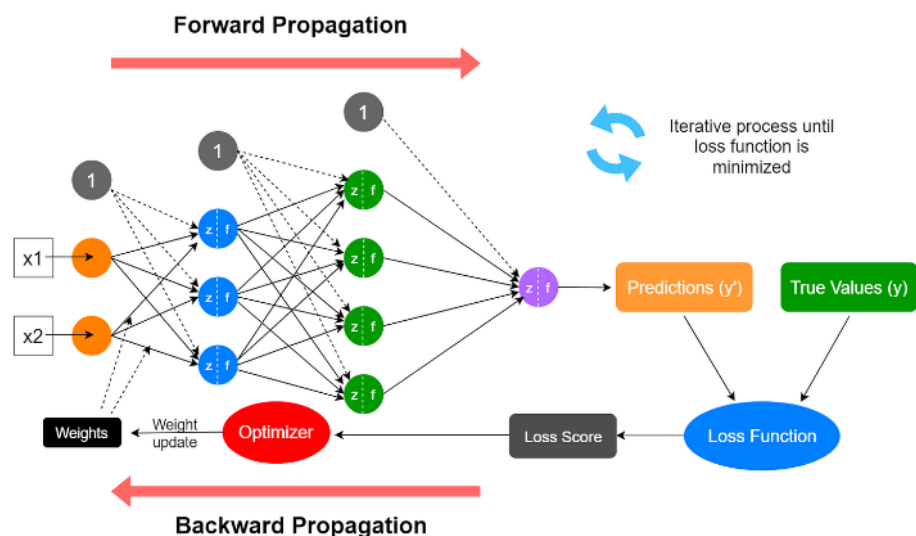 Forward Propagation
1
1
1
Iterative process until
loss function is
minimized
z f
z f
x1
z f
z f
z f
Predictions (y')
True Values (y)
x2
z f
z f
z f
Weights
Weight
update
Optimizer
Loss Score
Loss Function
Backward Propagation